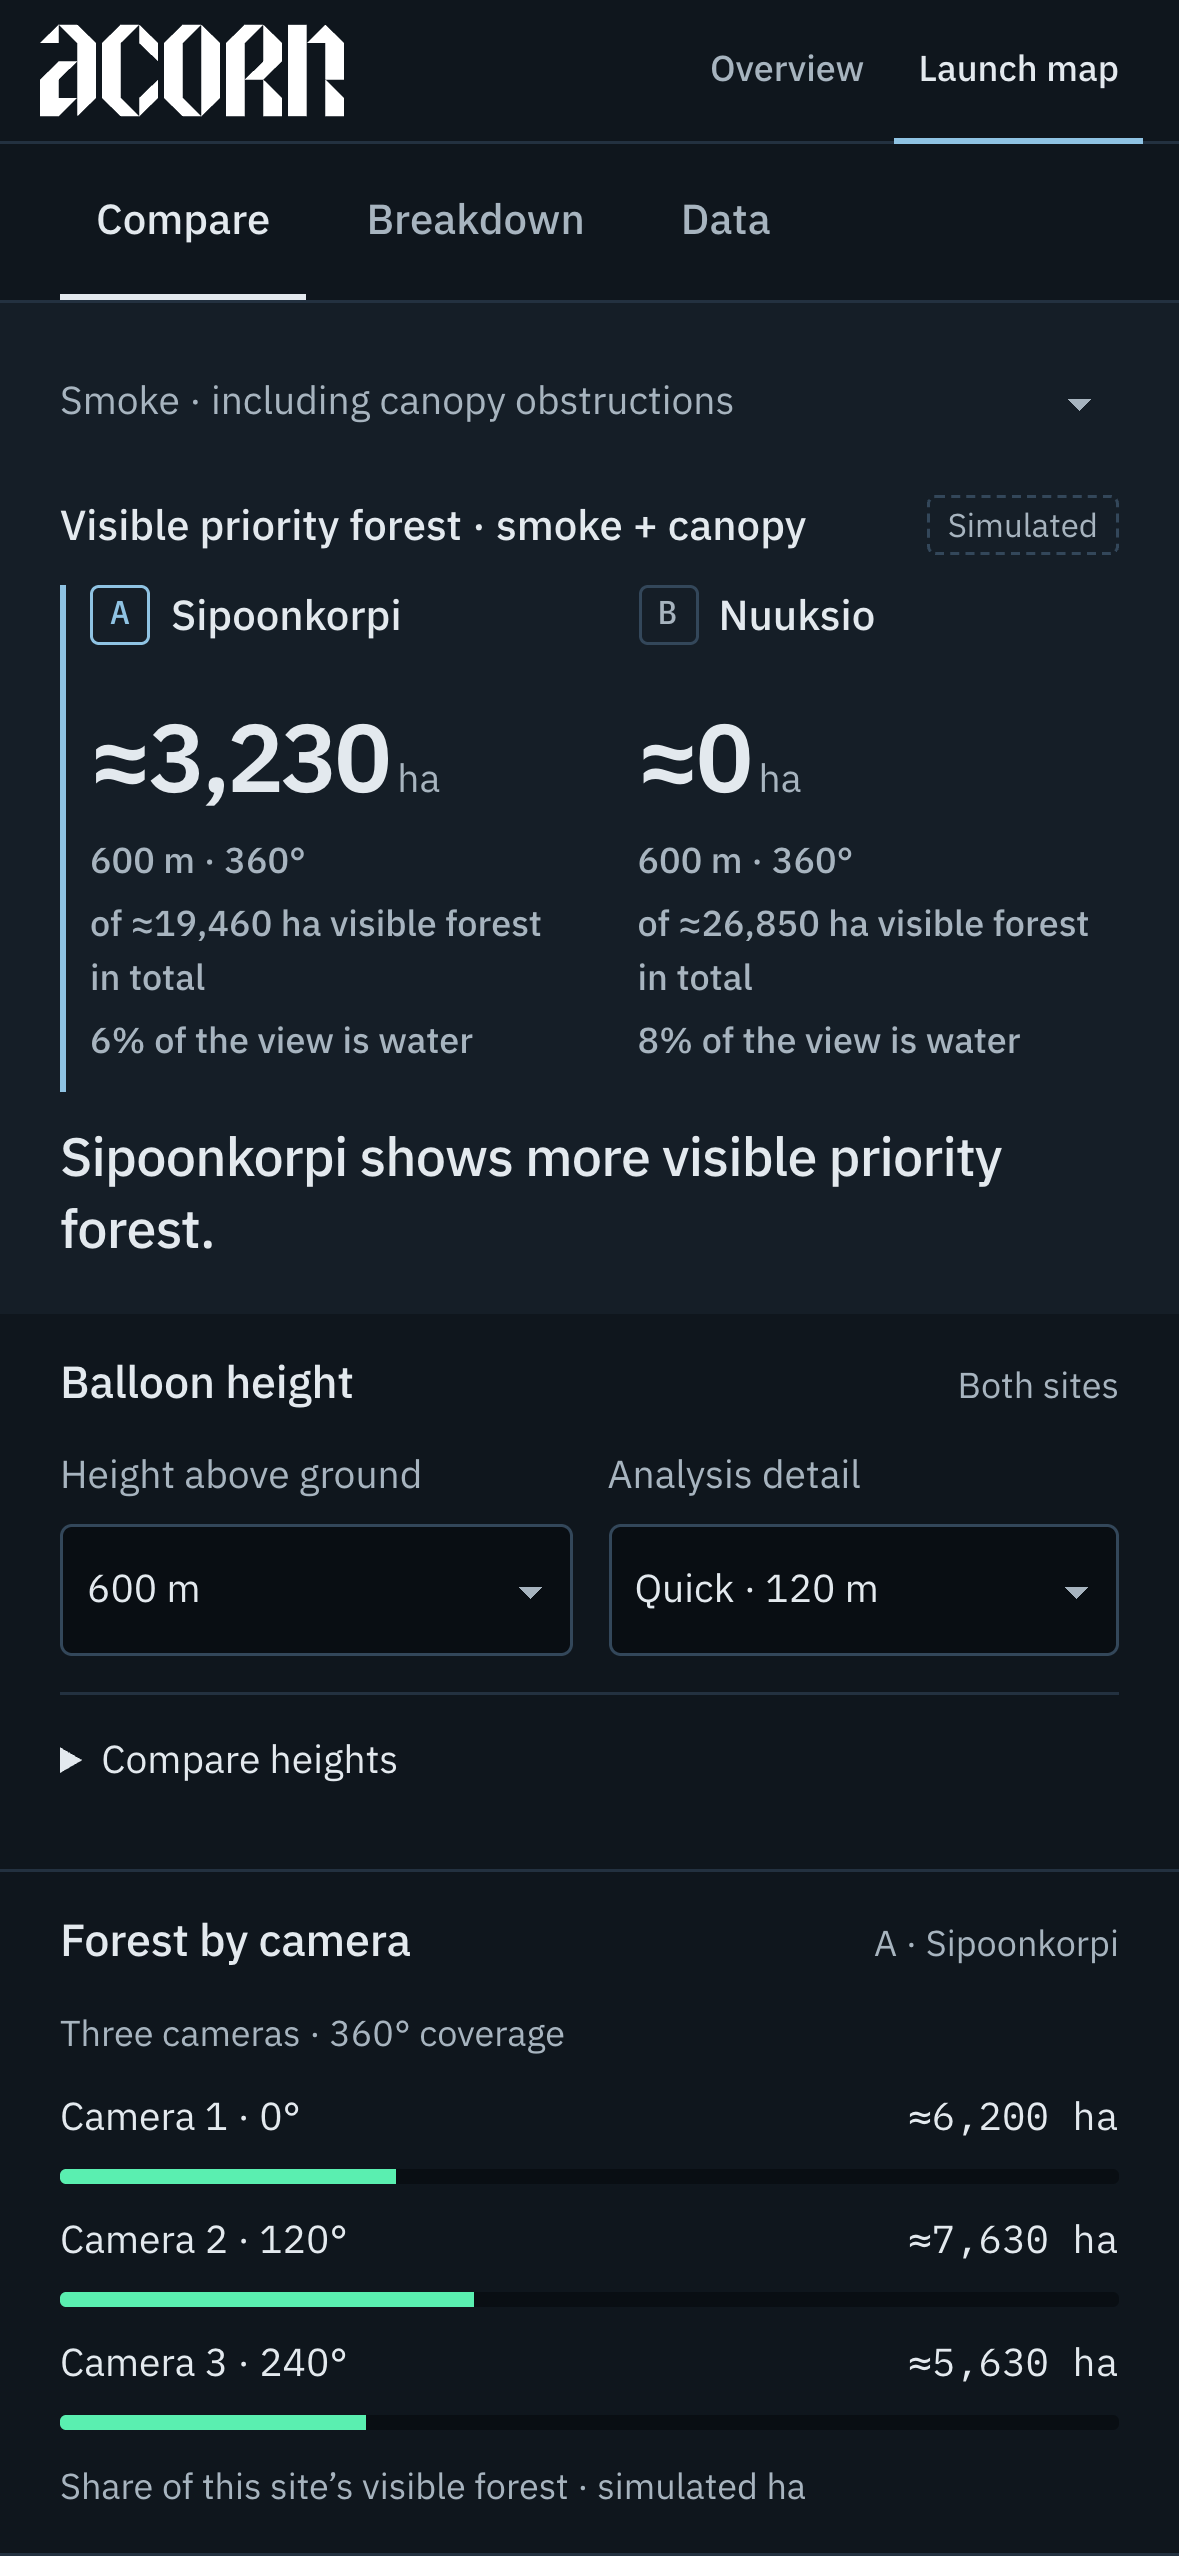 acorn
Overview
Launch map
Compare
Breakdown
Data
Smoke · including canopy obstructions
Visible priority forest · smoke + canopy
Simulated
A Sipoonkorpi
≈3,230 ha
600 m · 360°
of ≈19,460 ha visible forest
in total
6% of the view is water
B Nuuksio
≈0 ha
600 m · 360°
of ≈26,850 ha visible forest
in total
8% of the view is water
Sipoonkorpi shows more visible priority
forest.
Balloon height
Both sites
Height above ground
600 m
Analysis detail
Quick · 120 m
Compare heights
Forest by camera
A · Sipoonkorpi
Three cameras · 360° coverage
Camera 1 · 0°
≈6,200 ha
Camera 2 · 120°
≈7,630 ha
Camera 3 · 240°
≈5,630 ha
Share of this site’s visible forest · simulated ha